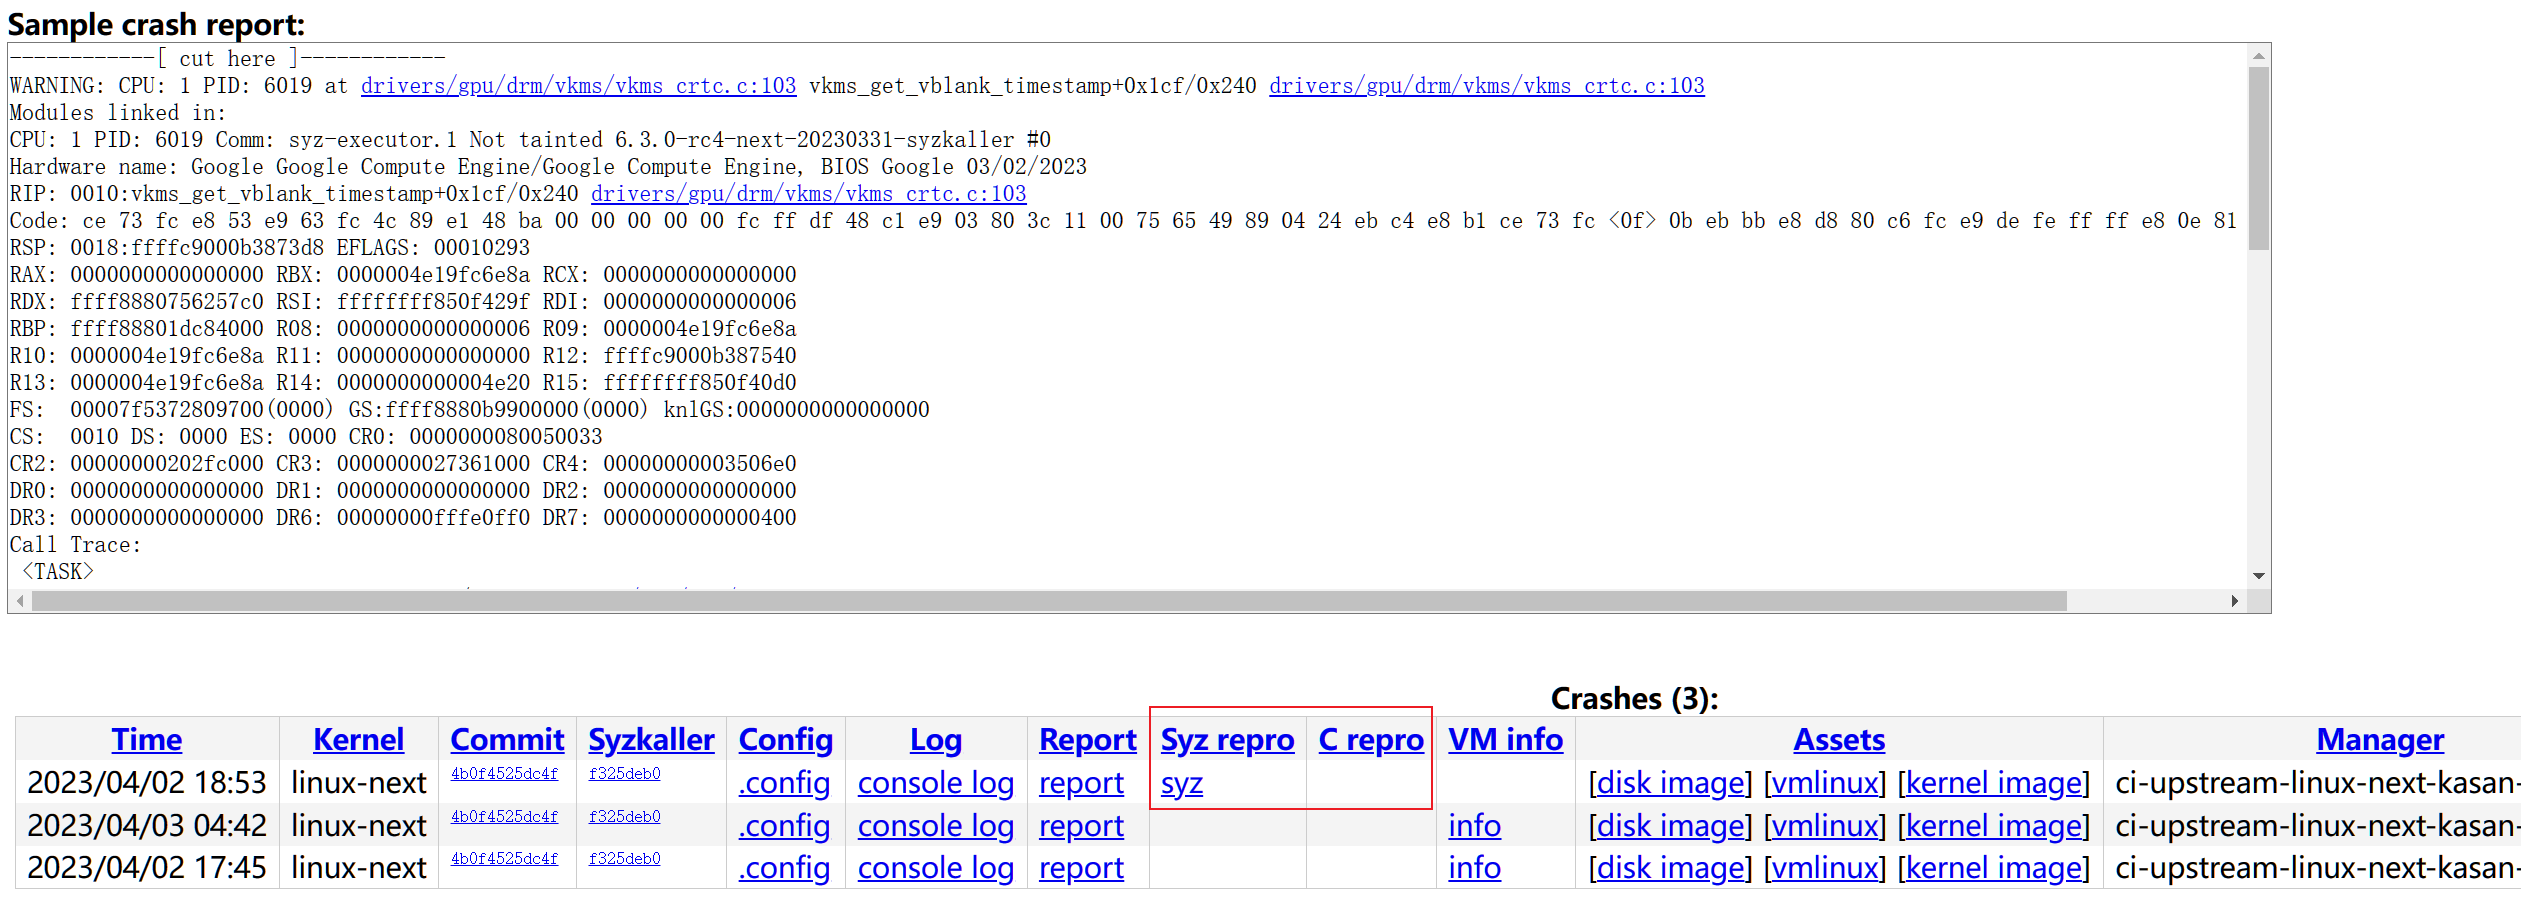 Sample crash report:
------------[ cut here ]------------
WARNING: CPU: 1 PID: 6019 at drivers/gpu/drm/vkms/vkms_crtc.c:103 vkms_get_vblank_timestamp+0x1cf/0x240 drivers/gpu/drm/vkms/vkms_crtc.c:103
Modules linked in:
CPU: 1 PID: 6019 Comm: syz-executor.1 Not tainted 6.3.0-rc4-next-20230331-syzkaller #0
Hardware name: Google Google Compute Engine/Google Compute Engine, BIOS Google 03/02/2023
RIP: 0010:vkms_get_vblank_timestamp+0x1cf/0x240 drivers/gpu/drm/vkms/vkms_crtc.c:103
Code: ce 73 fc e8 53 e9 63 fc 4c 89 e1 48 ba 00 00 00 00 00 fc ff df 48 c1 e9 03 80 3c 11 00 75 65 49 89 04 24 eb c4 e8 b1 ce 73 fc <0f> 0b eb bb e8 d8 80 c6 fc e9 de fe ff ff e8 0e 81
RSP: 0018:ffffc9000b3873d8 EFLAGS: 00010293
RAX: 0000000000000000 RBX: 0000004e19fc6e8a RCX: 0000000000000000
RDX: ffff8880756257c0 RSI: ffffffff850f429f RDI: 0000000000000006
RBP: ffff88801dc84000 R08: 0000000000000006 R09: 0000004e19fc6e8a
R10: 0000004e19fc6e8a R11: 0000000000000000 R12: ffffc9000b387540
R13: 0000004e19fc6e8a R14: 0000000000004e20 R15: ffffffff850f40d0
FS:  00007f5372809700(0000) GS:ffff8880b9900000(0000) knlGS:0000000000000000
CS:  0010 DS: 0000 ES: 0000 CR0: 0000000080050033
CR2: 00000000202fc000 CR3: 0000000027361000 CR4: 00000000003506e0
DR0: 0000000000000000 DR1: 0000000000000000 DR2: 0000000000000000
DR3: 0000000000000000 DR6: 00000000fffe0ff0 DR7: 0000000000000400
Call Trace:
<TASK>
Crashes (3):
Time Kernel Commit Syzkaller Config Log Report Syz repro C repro VM info Assets Manager
2023/04/02 18:53 linux-next 4b0f4525dc4f f325deb0 .config console log report syz [disk image] [vmlinux] [kernel image] ci-upstream-linux-next-kasan-
2023/04/03 04:42 linux-next 4b0f4525dc4f f325deb0 .config console log report info [disk image] [vmlinux] [kernel image] ci-upstream-linux-next-kasan-
2023/04/02 17:45 linux-next 4b0f4525dc4f f325deb0 .config console log report info [disk image] [vmlinux] [kernel image] ci-upstream-linux-next-kasan-